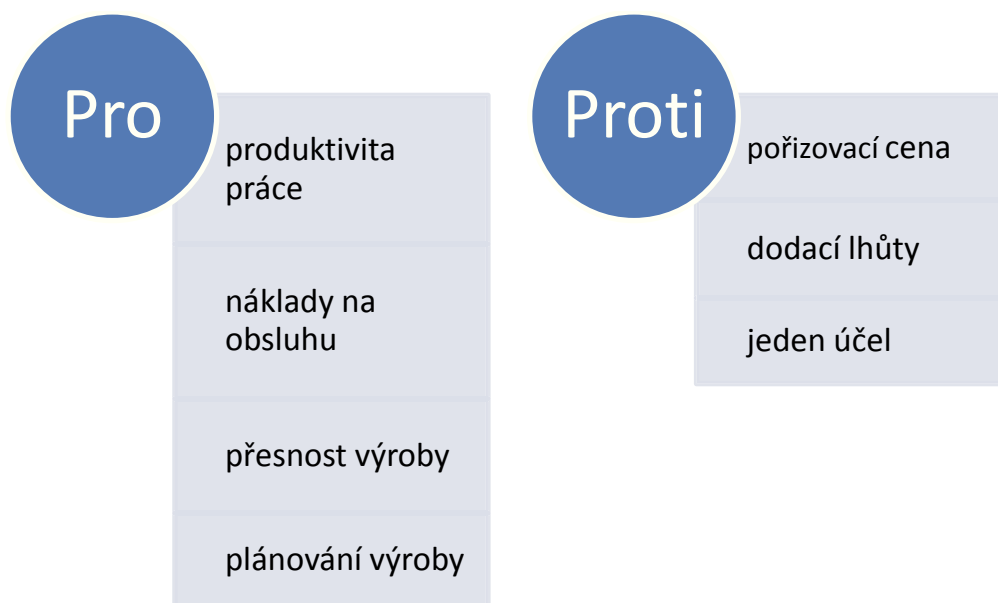 Pro
produktivita
práce
náklady na
obsluhu
přesnost výroby
plánování výroby
Proti
pořizovací cena
dodací lhůty
jeden účel